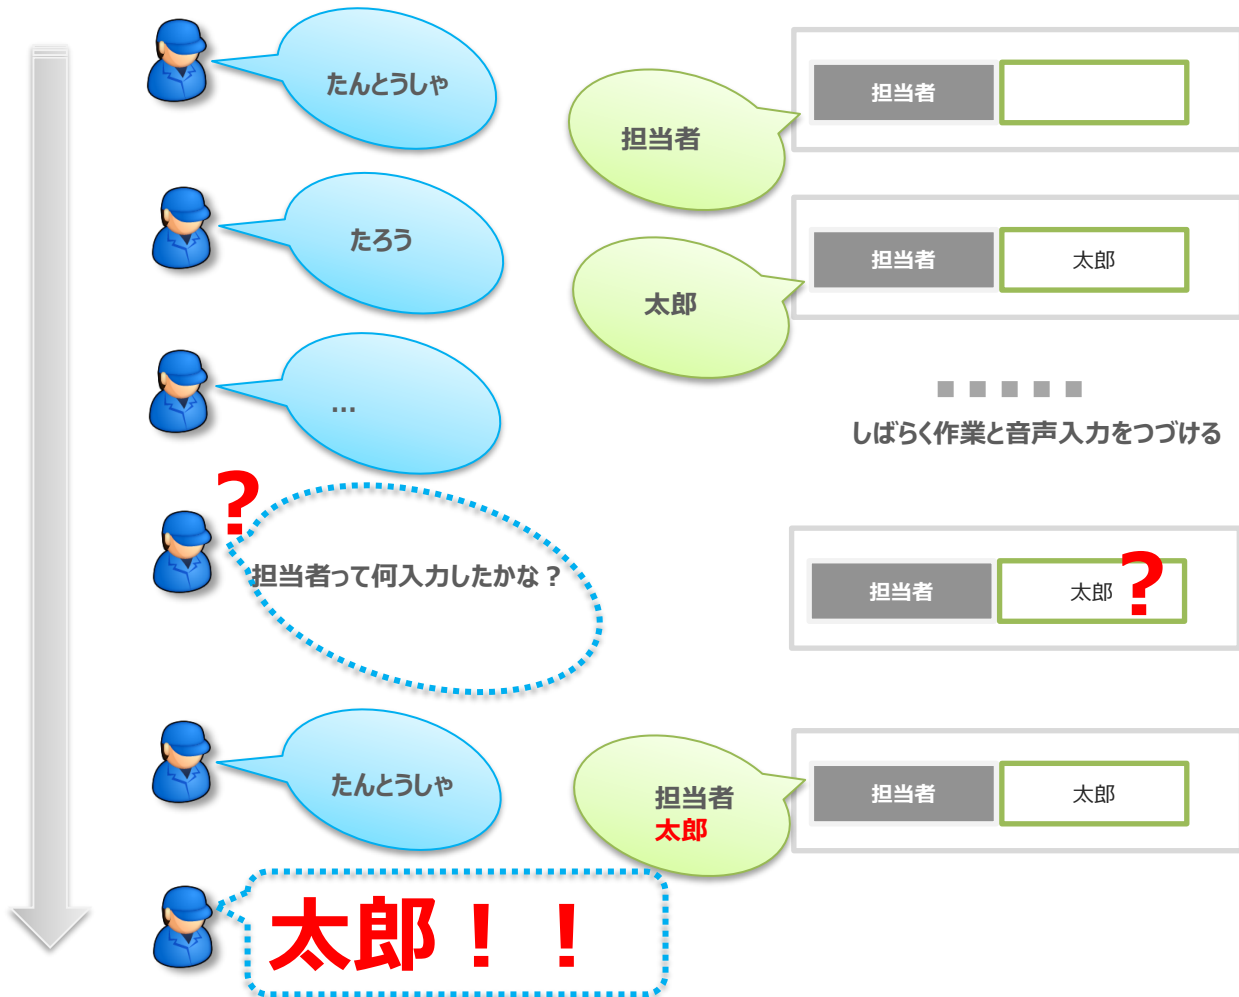 たんとうしゃ
担当者
担当者
たろう
太郎
担当者
太郎
...
しばらく作業と音声入力をつづける
?
担当者って何入力したかな？
担当者
太郎
?
たんとうしゃ
担当者
太郎
担当者
太郎
太郎！！